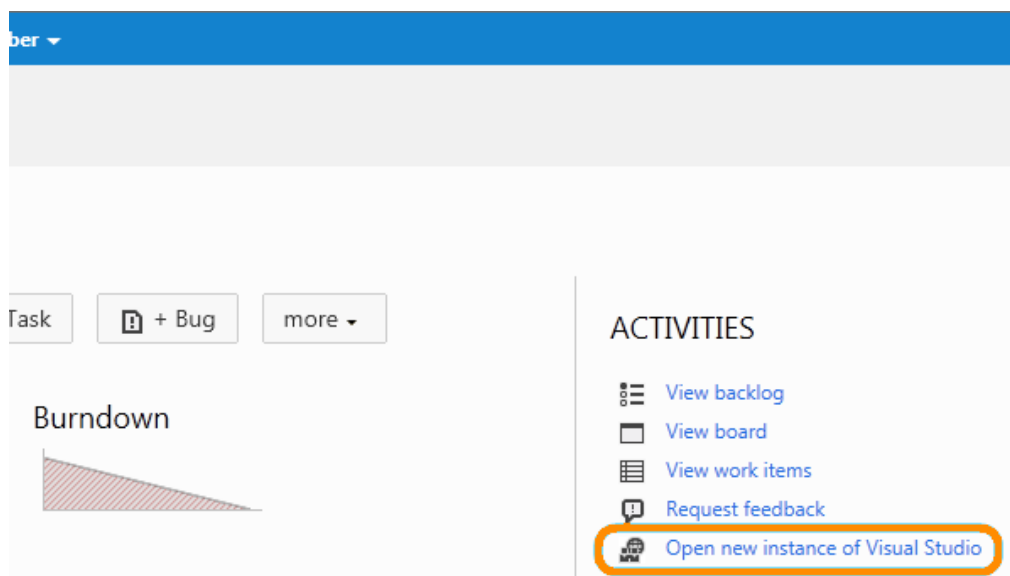 ber
Task
+ Bug
more
Burndown
ACTIVITIES
View backlog
View board
View work items
Request feedback
Open new instance of Visual Studio